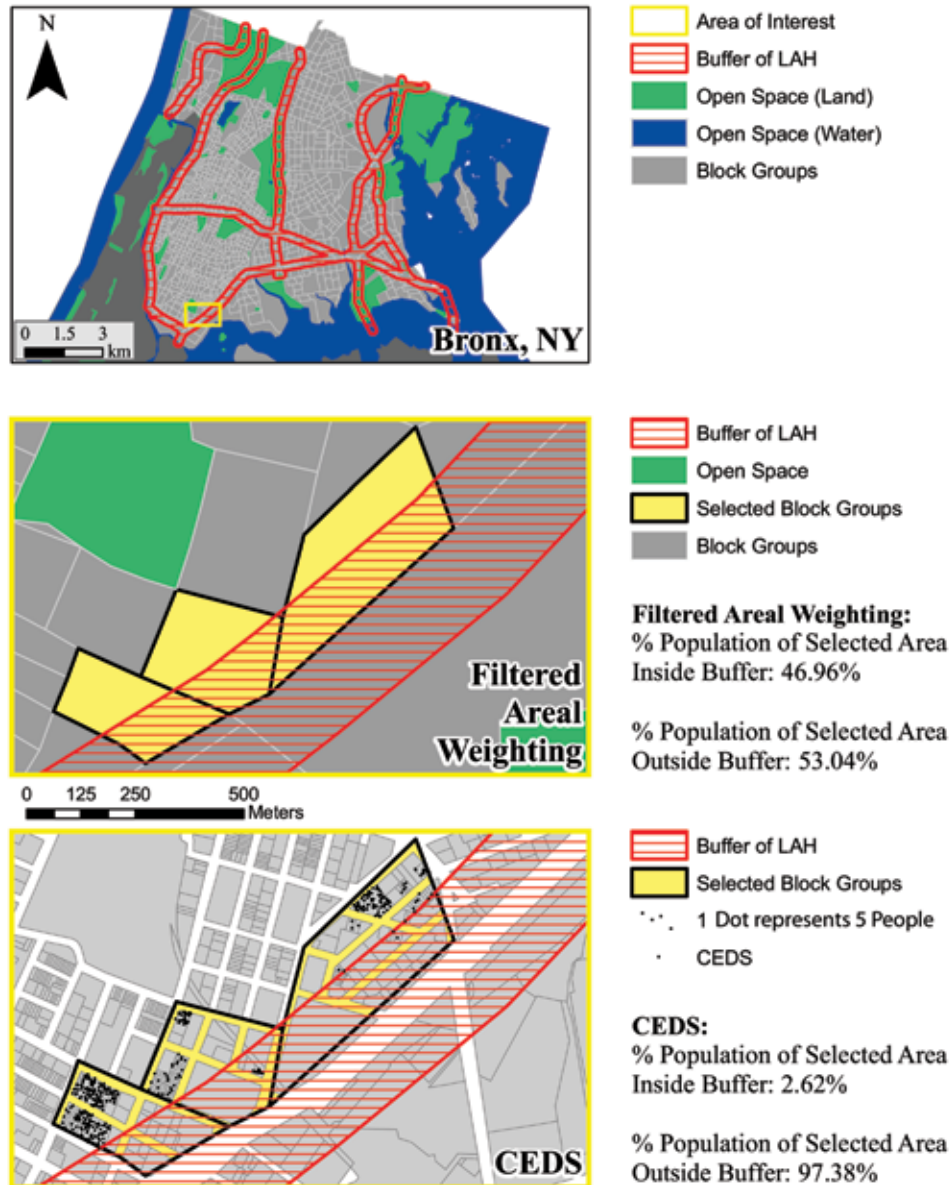 N
0 1.5 3
km
Bronx, NY
Area of Interest
Buffer of LAH
Open Space (Land)
Open Space (Water)
Block Groups
Filtered
Areal
Weighting
Buffer of LAH
Open Space
Selected Block Groups
Block Groups
Filtered Areal Weighting:
% Population of Selected Area
Inside Buffer: 46.96%
% Population of Selected Area
Outside Buffer: 53.04%
0 125 250 500
Meters
CEDS
Buffer of LAH
Selected Block Groups
1 Dot represents 5 People
CEDS
CEDS:
% Population of Selected Area
Inside Buffer: 2.62%
% Population of Selected Area
Outside Buffer: 97.38%